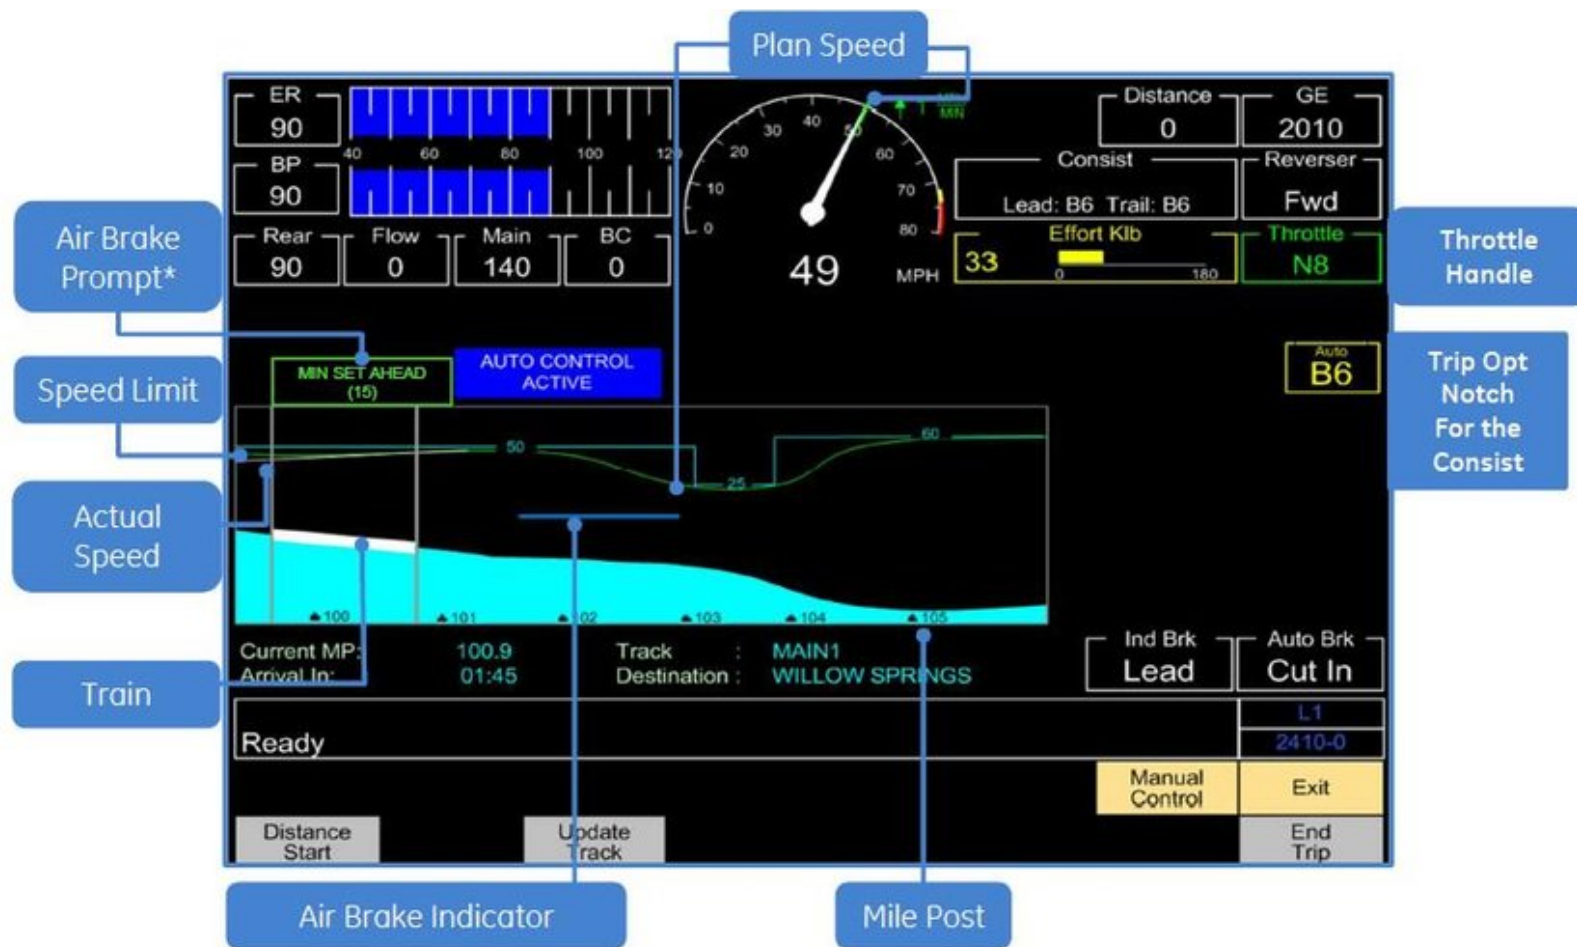 Plan Speed
ER
90
BP
90
40 60 80 100 120
Rear
90
Flow
0
Main
140
BC
0
0 10 20 30 40 50 60 70 80
49 MPH
MIN
Distance
0
GE
2010
Consist
Lead: B6 Trail: B6
Reverser
Fwd
Effort Klb
33
0 180
Throttle
N8
Air Brake
Prompt*
Speed Limit
Actual
Speed
Train
Throttle
Handle
Trip Opt
Notch
For the
Consist
MIN SET AHEAD
(15)
AUTO CONTROL
ACTIVE
Auto
B6
50
25
60
100 101 102 103 104 105
Current MP: 100.9 Track : MAIN1
Arrival In: 01:45 Destination : WILLOW SPRINGS
Ind Brk
Lead
Auto Brk
Cut In
Ready
L1
2410-0
Manual
Control
Exit
Distance
Start
Update
Track
End
Trip
Air Brake Indicator
Mile Post